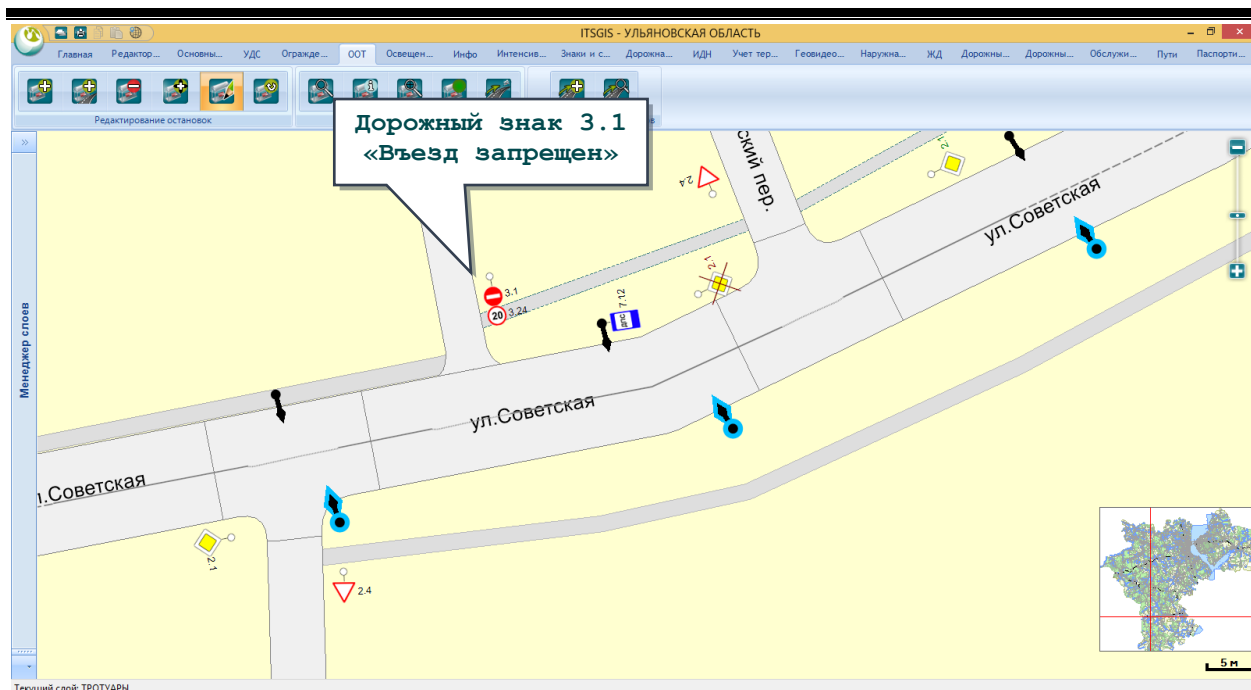 ITSGIS - УЛЬЯНОВСКАЯ ОБЛАСТЬ
Главная Редактор... Основны... УДС Огражде... ООТ Освещен... Инфо Интенсив... Знаки и с... Дорожна... ИДН Учет тер... Геовидео... Наружна... ЖД Дорожны... Дорожны... Обслужи... Пути Паспорти...
Редактирование остановок
Дорожный знак 3.1
«Въезд запрещен»
ский пер.
2.1
2.4
ул.Советская
2.1
3.1
20 3.24
7.12
ДПС
ул.Советская
л.Советская
2.1
2.4
Менеджер слоев
5 м
Текущий слой: ТРОТУАРЫ